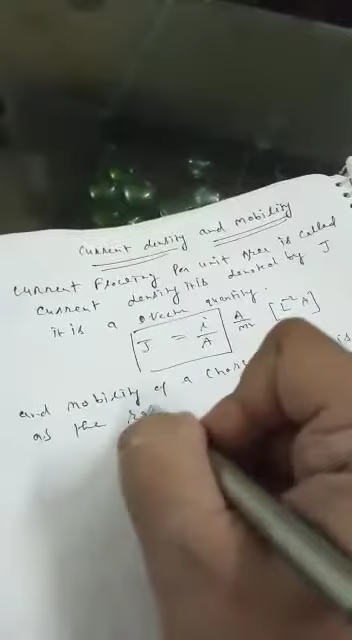 Current density and mobility
Current Flowing Per unit Area is called
current density it is denoted by J
it is a vector quantity.
J = i/A A/m² [L⁻²A]
and mobility of a is
as the